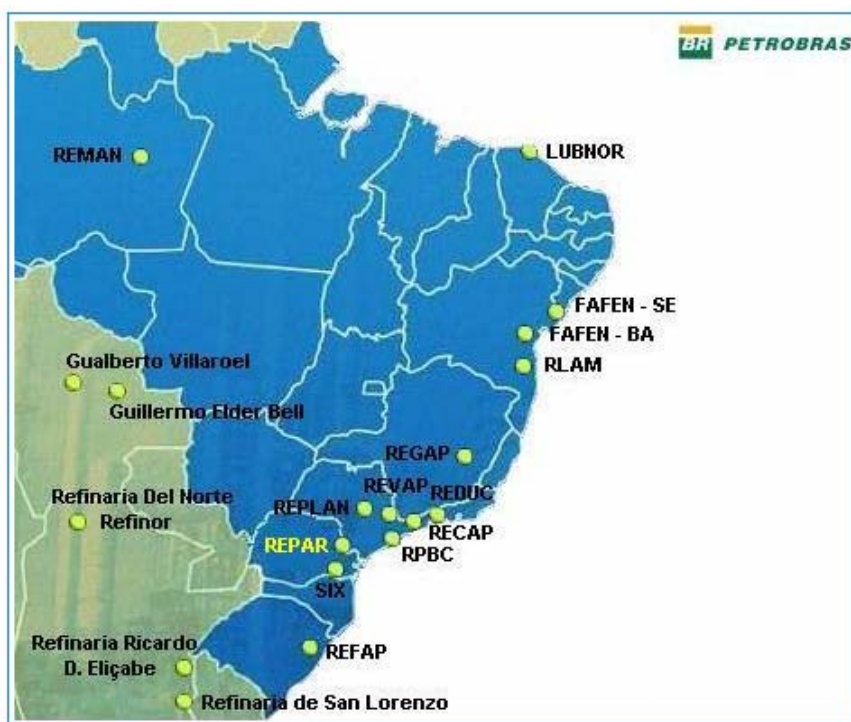 BR PETROBRAS
REMAN
LUBNOR
FAFEN - SE
FAFEN - BA
RLAM
Gualberto Villaroel
Guillermo Elder Bell
REGAP
REVAP
REDUC
REPLAN
RECAP
RPBC
Refinaria Del Norte
Refinor
REPAR
SIX
REFAP
Refinaria Ricardo
D. Eliçabe
Refinaria de San Lorenzo